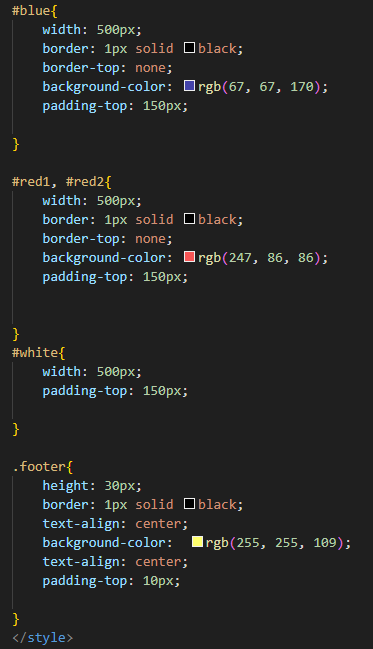 #blue{
    width: 500px;
    border: 1px solid black;
    border-top: none;
    background-color: rgb(67, 67, 170);
    padding-top: 150px;
}
#red1, #red2{
    width: 500px;
    border: 1px solid black;
    border-top: none;
    background-color: rgb(247, 86, 86);
    padding-top: 150px;
}
#white{
    width: 500px;
    padding-top: 150px;
}
.footer{
    height: 30px;
    border: 1px solid black;
    text-align: center;
    background-color:  rgb(255, 255, 109);
    text-align: center;
    padding-top: 10px;
}
</style>